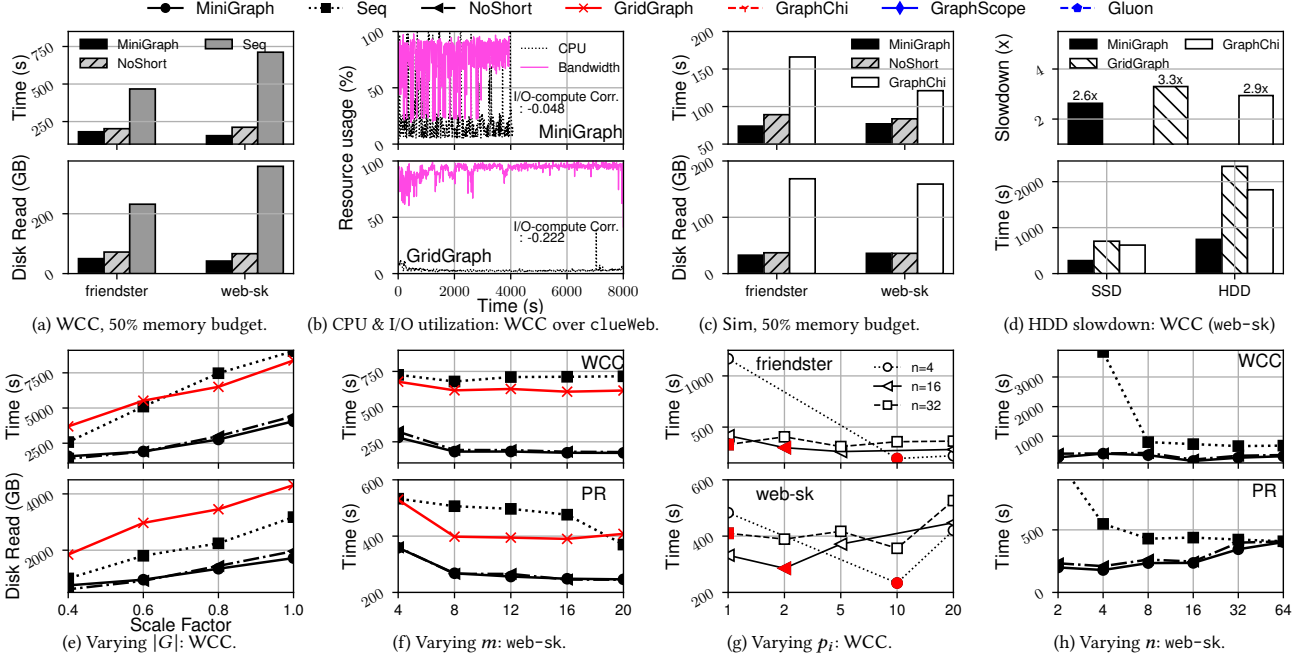 MiniGraph Seq NoShort GridGraph GraphChi GraphScope Gluon
Time (s)
750
500
250
MiniGraph Seq
NoShort
Disk Read (GB)
200
0
friendster web-sk
(a) WCC, 50% memory budget.
Resource usage (%)
100
50
0
CPU
Bandwidth
I/O-compute Corr.
: -0.048
MiniGraph
100
50
0
I/O-compute Corr.
: -0.222
GridGraph
0 2000 4000 6000 8000
Time (s)
(b) CPU & I/O utilization: WCC over clueWeb.
Time (s)
200
150
100
50
MiniGraph
NoShort
GraphChi
Disk Read (GB)
200
100
0
friendster web-sk
(c) Sim, 50% memory budget.
Slowdown (x)
4
2
MiniGraph GraphChi
GridGraph
2.6x 3.3x 2.9x
Time (s)
2000
1000
0
SSD HDD
(d) HDD slowdown: WCC (web-sk)
Time (s)
7500
5000
2500
Disk Read (GB)
4000
2000
0.4 0.6 0.8 1.0
Scale Factor
(e) Varying |G|: WCC.
Time (s)
1000
750
500
250
WCC
Time (s)
600
400
200
PR
4 8 12 16 20
(f) Varying m: web-sk.
Time (s)
1000
500
friendster
n=4
n=16
n=32
Time (s)
600
400
200
web-sk
1 2 5 10 20
(g) Varying pi: WCC.
Time (s)
3000
2000
1000
WCC
Time (s)
500
0
PR
2 4 8 16 32 64
(h) Varying n: web-sk.